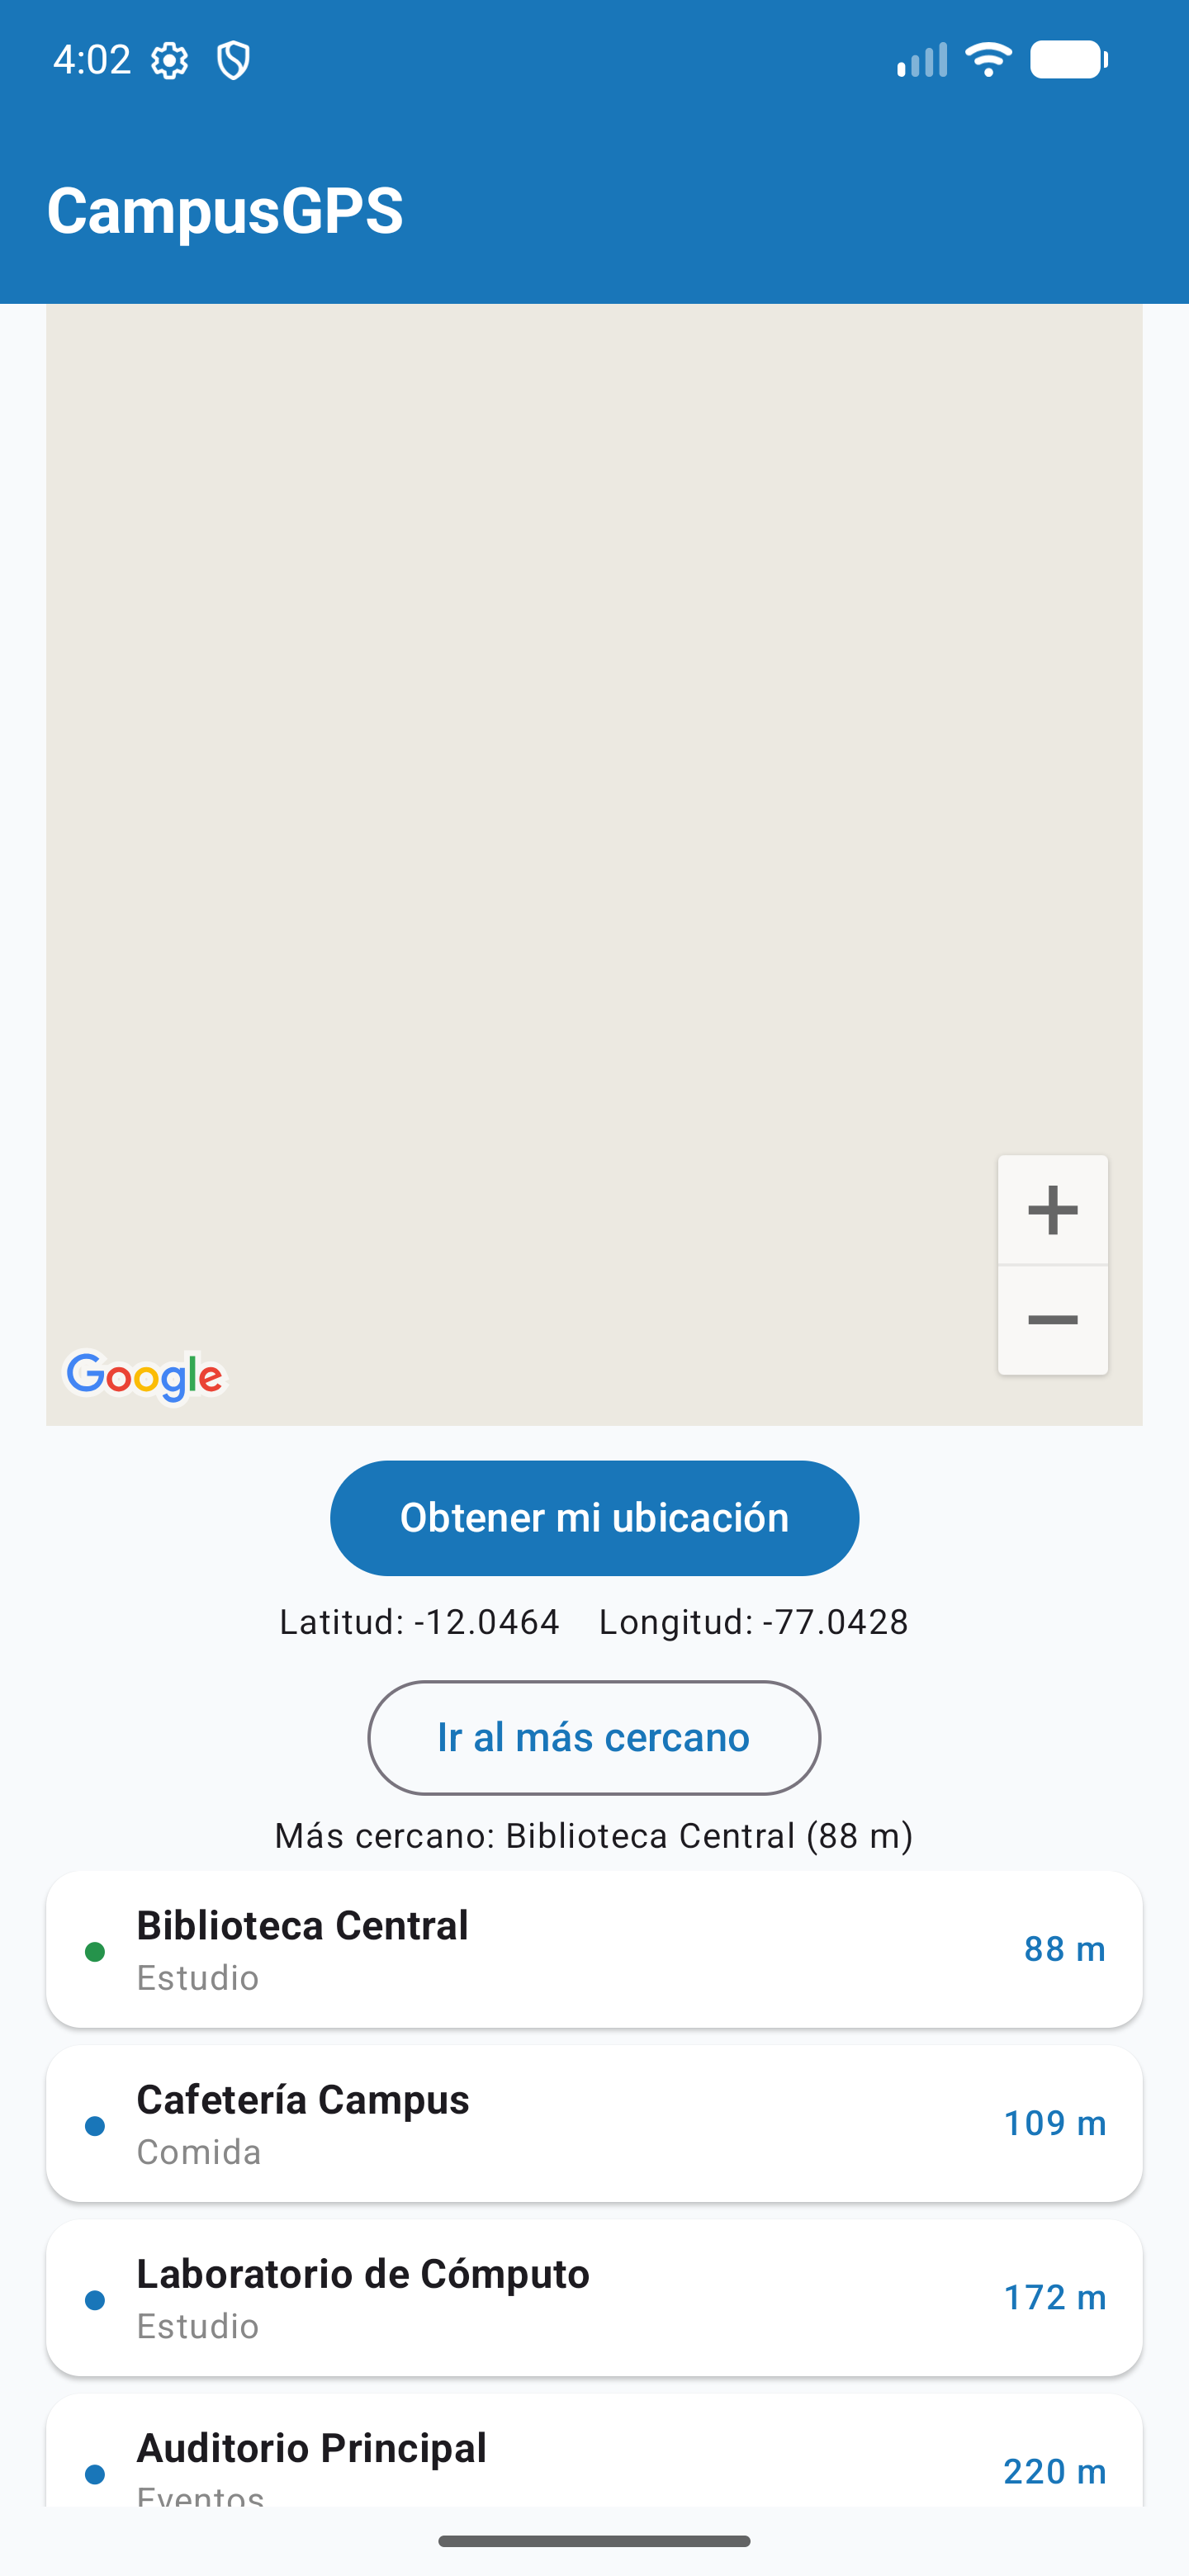 4:02
CampusGPS
Google
Obtener mi ubicación
Latitud: -12.0464 Longitud: -77.0428
Ir al más cercano
Más cercano: Biblioteca Central (88 m)
Biblioteca Central
Estudio
88 m
Cafetería Campus
Comida
109 m
Laboratorio de Cómputo
Estudio
172 m
Auditorio Principal
Eventos
220 m